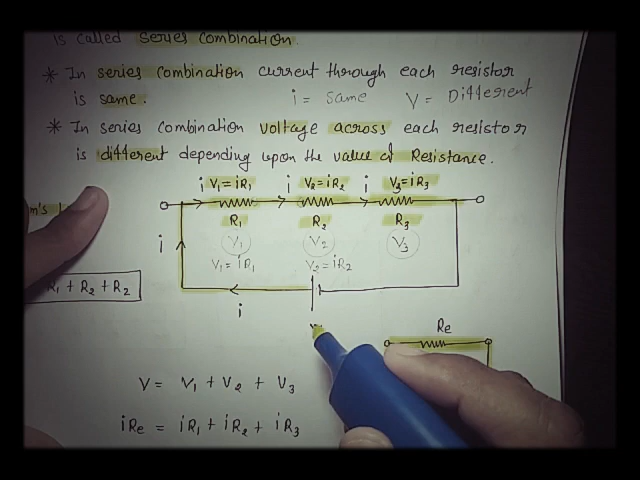 is called Series Combination.
* In series combination current through each resistor
is same. i = same V = Different
* In series combination voltage across each resistor
is different depending upon the value of Resistance.
i V₁=iR₁ i V₂=iR₂ i V₃=iR₃
R₁ R₂ R₃
i V₁ V₂ V₃
V₁ = iR₁ V₂ = iR₂
R₁ + R₂ + R₂
i
Re
V = V₁ + V₂ + V₃
iRe = iR₁ + iR₂ + iR₃